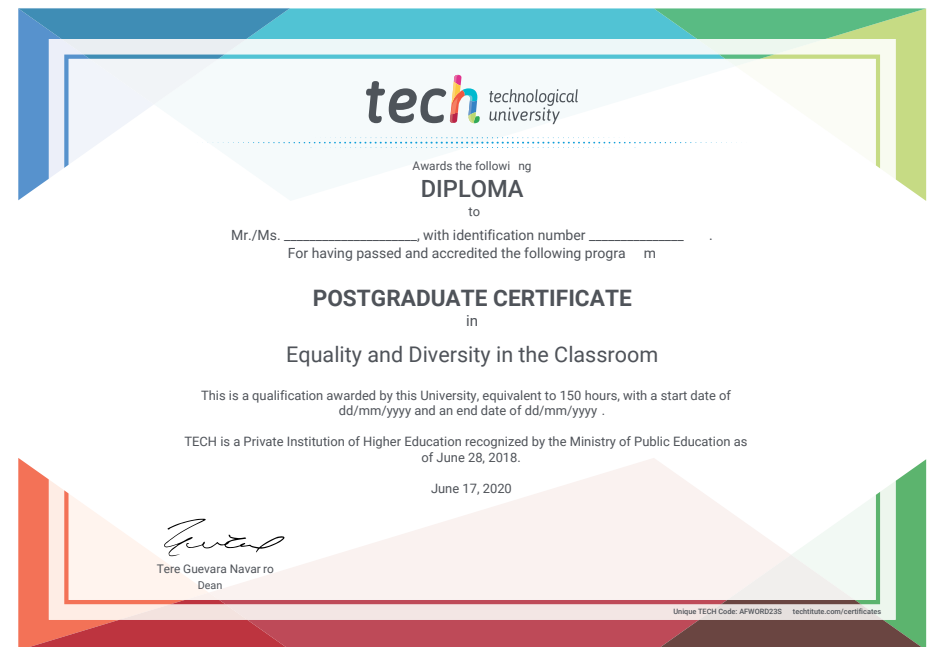 tech technological
university
Awards the followi ng
DIPLOMA
to
Mr./Ms. ____________________, with identification number ______________ .
For having passed and accredited the following progra m
POSTGRADUATE CERTIFICATE
in
Equality and Diversity in the Classroom
This is a qualification awarded by this University, equivalent to 150 hours, with a start date of
dd/mm/yyyy and an end date of dd/mm/yyyy .
TECH is a Private Institution of Higher Education recognized by the Ministry of Public Education as
of June 28, 2018.
June 17, 2020
Tere Guevara Navar ro
Dean
Unique TECH Code: AFWORD23S techtitute.com/certificates